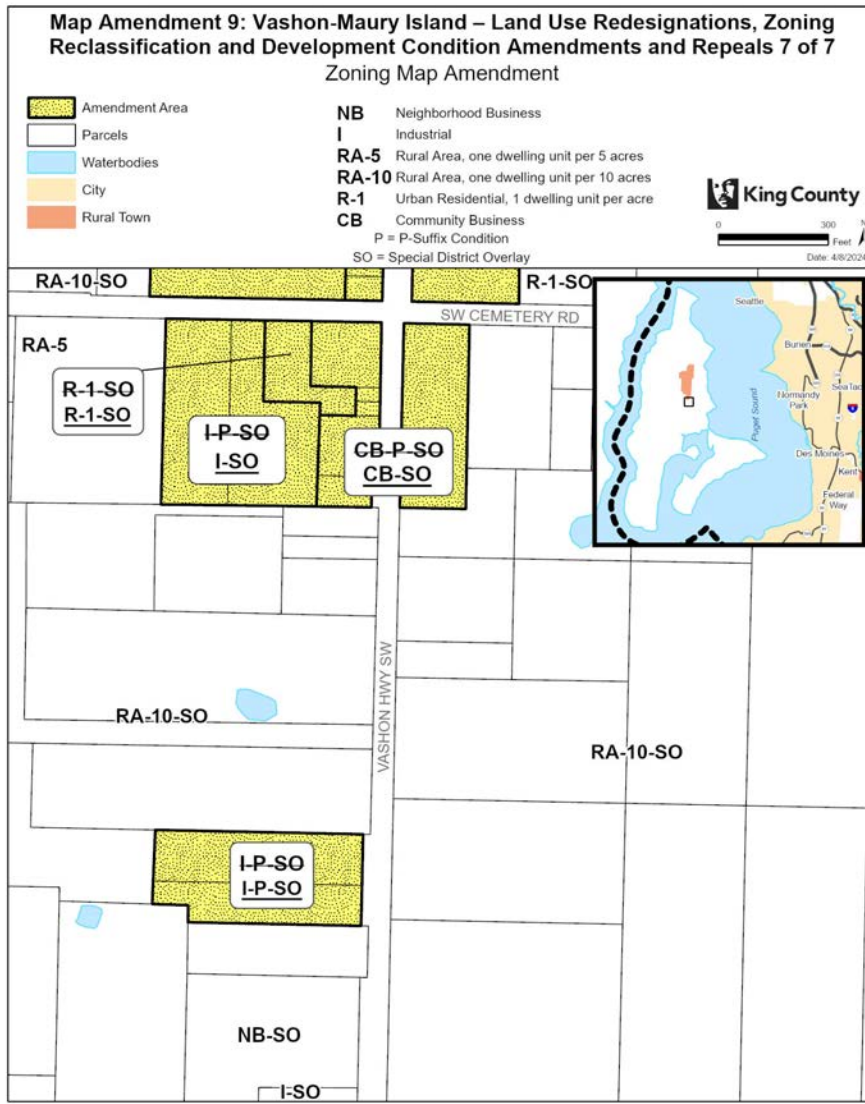 Map Amendment 9: Vashon-Maury Island – Land Use Redesignations, Zoning
Reclassification and Development Condition Amendments and Repeals 7 of 7
Zoning Map Amendment
Amendment Area
Parcels
Waterbodies
City
Rural Town
NB Neighborhood Business
I Industrial
RA-5 Rural Area, one dwelling unit per 5 acres
RA-10 Rural Area, one dwelling unit per 10 acres
R-1 Urban Residential, 1 dwelling unit per acre
CB Community Business
P = P-Suffix Condition
SO = Special District Overlay
King County
0 300
Feet
N
Date: 4/8/2024
RA-10-SO
R-1-SO
SW CEMETERY RD
RA-5
R-1-SO
R-1-SO
I-P-SO
I-SO
CB-P-SO
CB-SO
Seattle
Burien
SeaTac
Normandy
Park
Puget Sound
Des Moines
Kent
Federal
Way
VASHON HWY SW
RA-10-SO
RA-10-SO
I-P-SO
I-P-SO
NB-SO
I-SO